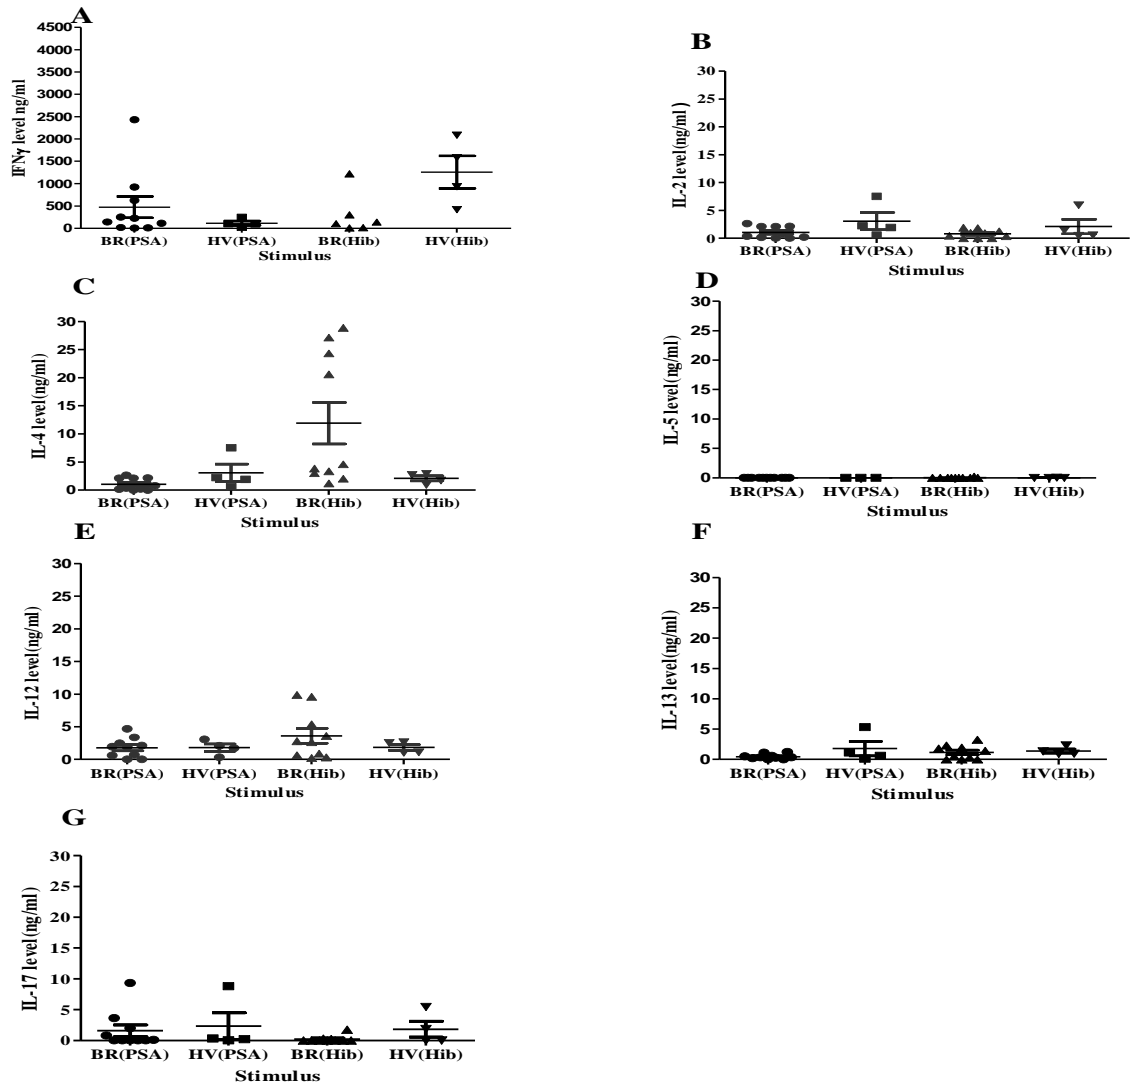 A
IFNγ level ng/ml
4500
4000
3500
3000
2500
2000
1500
1000
500
0
BR(PSA) HV(PSA) BR(Hib) HV(Hib)
Stimulus
B
IL-2 level(ng/ml)
30
25
20
15
10
5
0
BR(PSA) HV(PSA) BR(Hib) HV(Hib)
Stimulus
C
IL-4 level(ng/ml)
30
25
20
15
10
5
0
BR(PSA) HV(PSA) BR(Hib) HV(Hib)
Stimulus
D
IL-5 level(ng/ml)
30
25
20
15
10
5
0
BR(PSA) HV(PSA) BR(Hib) HV(Hib)
Stimulus
E
IL-12 level(ng/ml)
30
25
20
15
10
5
0
BR(PSA) HV(PSA) BR(Hib) HV(Hib)
Stimulus
F
IL-13 level(ng/ml)
30
25
20
15
10
5
0
BR(PSA) HV(PSA) BR(Hib) HV(Hib)
Stimulus
G
IL-17 level(ng/ml)
30
25
20
15
10
5
0
BR(PSA) HV(PSA) BR(Hib) HV(Hib)
Stimulus